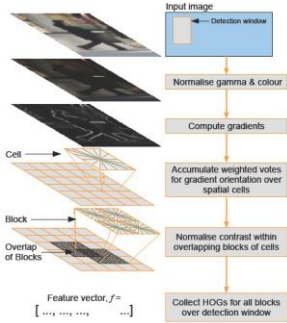 Input image
Detection window
Normalise gamma & colour
Compute gradients
Cell
Accumulate weighted votes
for gradient orientation over
spatial cells
Block
Normalise contrast within
overlapping blocks of cells
Overlap
of Blocks
Collect HOGs for all blocks
over detection window
Feature vector, f =
[ ..., ..., ..., ...]